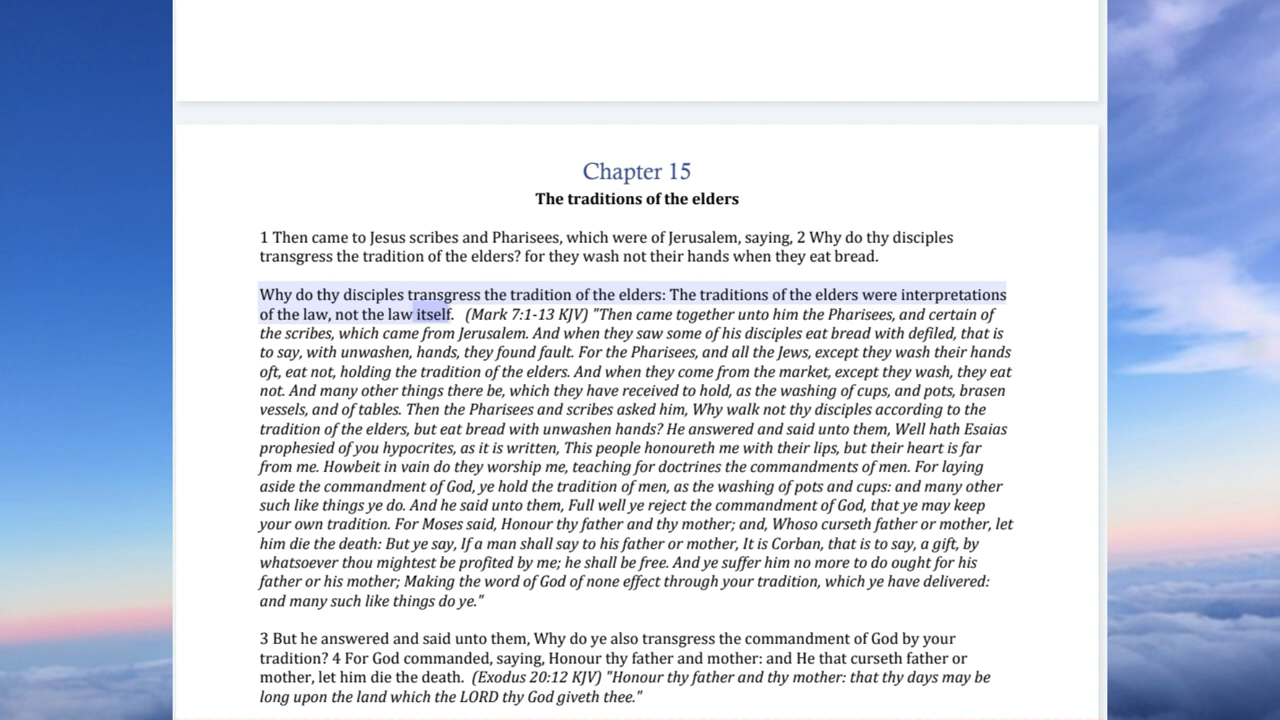 Chapter 15
The traditions of the elders
1 Then came to Jesus scribes and Pharisees, which were of Jerusalem, saying, 2 Why do thy disciples
transgress the tradition of the elders? for they wash not their hands when they eat bread.
Why do thy disciples transgress the tradition of the elders: The traditions of the elders were interpretations
of the law, not the law itself. (Mark 7:1-13 KJV) "Then came together unto him the Pharisees, and certain of
the scribes, which came from Jerusalem. And when they saw some of his disciples eat bread with defiled, that is
to say, with unwashen, hands, they found fault. For the Pharisees, and all the Jews, except they wash their hands
oft, eat not, holding the tradition of the elders. And when they come from the market, except they wash, they eat
not. And many other things there be, which they have received to hold, as the washing of cups, and pots, brasen
vessels, and of tables. Then the Pharisees and scribes asked him, Why walk not thy disciples according to the
tradition of the elders, but eat bread with unwashen hands? He answered and said unto them, Well hath Esaias
prophesied of you hypocrites, as it is written, This people honoureth me with their lips, but their heart is far
from me. Howbeit in vain do they worship me, teaching for doctrines the commandments of men. For laying
aside the commandment of God, ye hold the tradition of men, as the washing of pots and cups: and many other
such like things ye do. And he said unto them, Full well ye reject the commandment of God, that ye may keep
your own tradition. For Moses said, Honour thy father and thy mother; and, Whoso curseth father or mother, let
him die the death: But ye say, If a man shall say to his father or mother, It is Corban, that is to say, a gift, by
whatsoever thou mightest be profited by me; he shall be free. And ye suffer him no more to do ought for his
father or his mother; Making the word of God of none effect through your tradition, which ye have delivered:
and many such like things do ye."
3 But he answered and said unto them, Why do ye also transgress the commandment of God by your
tradition? 4 For God commanded, saying, Honour thy father and mother: and He that curseth father or
mother, let him die the death. (Exodus 20:12 KJV) "Honour thy father and thy mother: that thy days may be
long upon the land which the LORD thy God giveth thee."